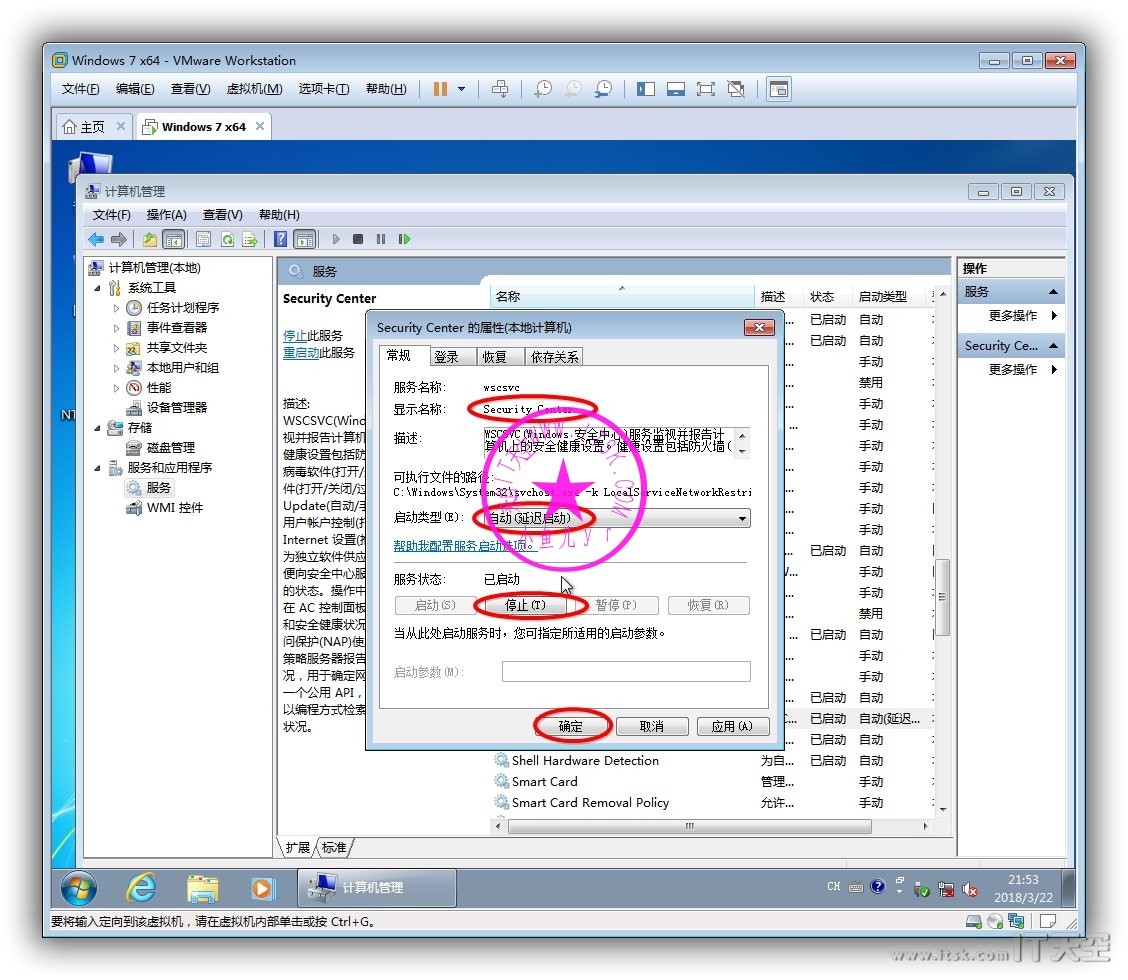 Windows 7 x64 - VMware Workstation
文件(F) 编辑(E) 查看(V) 虚拟机(M) 选项卡(T) 帮助(H)
主页 Windows 7 x64
计算机管理
文件(F) 操作(A) 查看(V) 帮助(H)
计算机管理(本地)
系统工具
任务计划程序
事件查看器
共享文件夹
本地用户和组
性能
设备管理器
存储
磁盘管理
服务和应用程序
服务
WMI 控件
服务
Security Center
停止此服务
重启动此服务
描述:
WSCSVC(Wind
视并报告计算机
健康设置包括防
病毒软件(打开/
件(打开/关闭/过
Update(自动/手
用户帐户控制(打
Internet 设置(推
为独立软件供应
便向安全中心服
的状态。操作中
在 AC 控制面板
和安全健康状况
问保护(NAP)使
策略服务器报告
况，用于确定网
一个公用 API，
以编程方式检索
状况。
名称 描述 状态 启动类型
... 已启动 自动
... 已启动 自动
手动
... 禁用
... 手动
... 自动
... 手动
... 手动
... 手动
... 手动
... 手动
... 已启动 自动
... 手动
... 手动
... 禁用
... 已启动 自动
... 手动
... 手动
... 已启动 自动
... 已启动 自动(延迟...
... 已启动 自动
Shell Hardware Detection 为自... 已启动 自动
Smart Card 管理... 手动
Smart Card Removal Policy 允许... 手动
扩展 标准
Security Center 的属性(本地计算机)
常规 登录 恢复 依存关系
服务名称: wscsvc
显示名称: Security Center
描述: WSCSVC(Windows 安全中心)服务监视并报告计
算机上的安全健康设置。健康设置包括防火墙(
可执行文件的路径:
C:\Windows\System32\svchost.exe -k LocalServiceNetworkRestri
启动类型(E): 自动(延迟启动)
帮助我配置服务启动选项。
服务状态: 已启动
启动(S) 停止(T) 暂停(P) 恢复(R)
当从此处启动服务时，您可指定所适用的启动参数。
启动参数(M):
确定 取消 应用(A)
操作
服务
更多操作
Security Ce...
更多操作
NT
计算机管理
CH
21:53
2018/3/22
要将输入定向到该虚拟机，请在虚拟机内部单击或按 Ctrl+G。
www.itsk.com IT天空